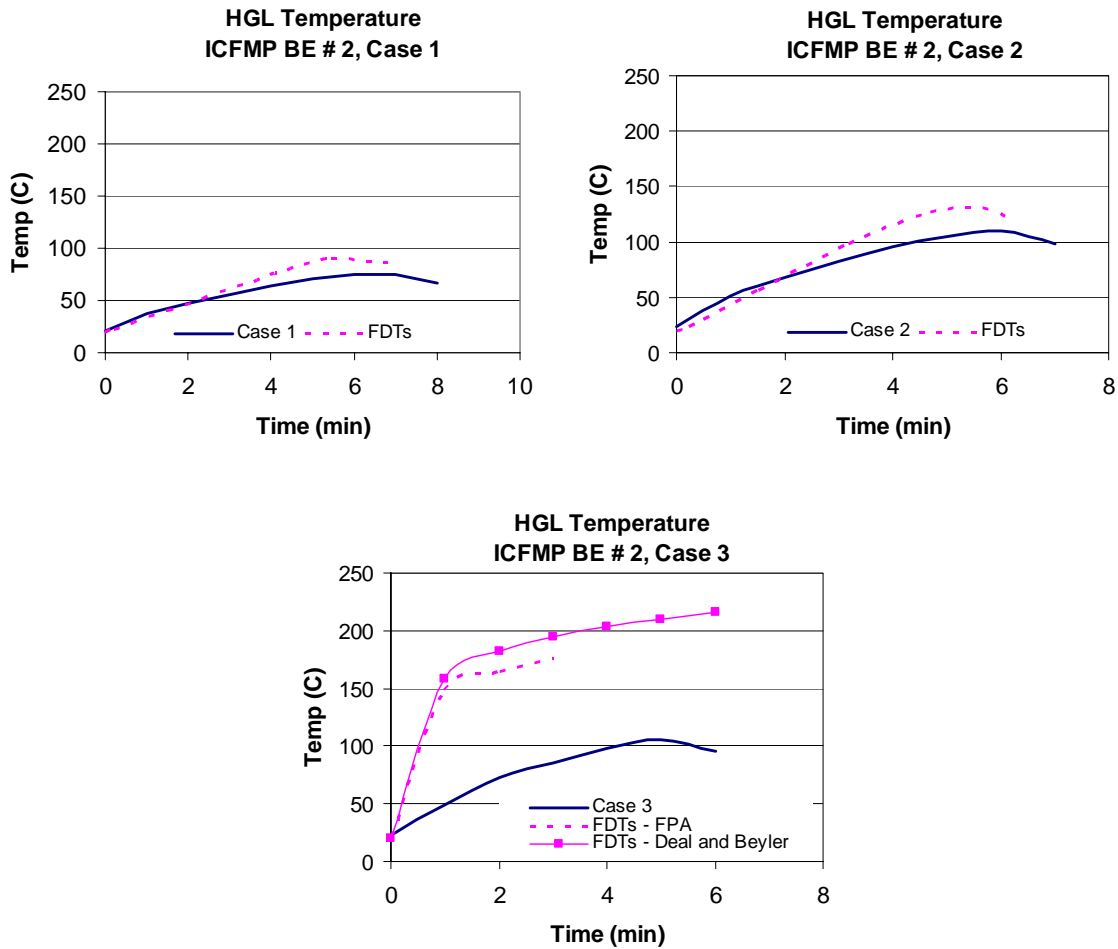 HGL Temperature
ICFMP BE # 2, Case 1
250
200
150
100
50
0
Temp (C)
Case 1
FDTs
0 2 4 6 8 10
Time (min)
HGL Temperature
ICFMP BE # 2, Case 2
250
200
150
100
50
0
Temp (C)
Case 2
FDTs
0 2 4 6 8
Time (min)
HGL Temperature
ICFMP BE # 2, Case 3
250
200
150
100
50
0
Temp (C)
Case 3
FDTs - FPA
FDTs - Deal and Beyler
0 2 4 6 8
Time (min)